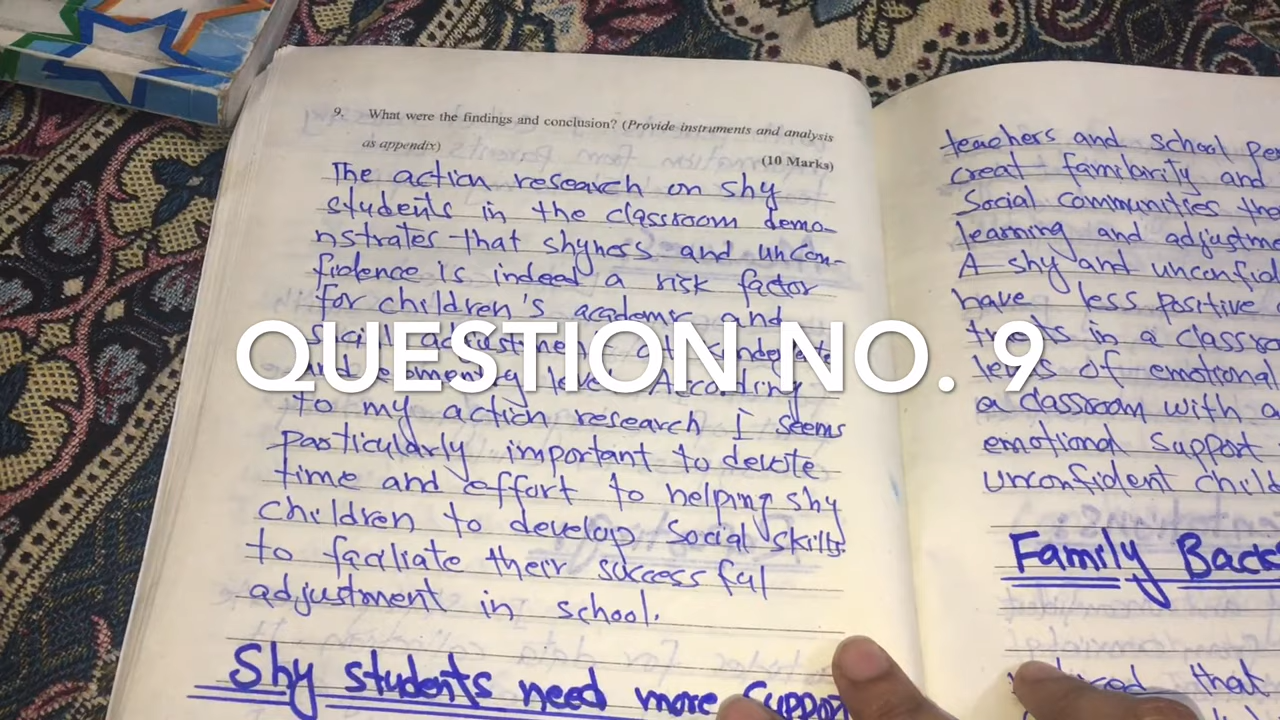 9. What were the findings and conclusion? (Provide instruments and analysis
as appendix)
(10 Marks)
The action research on shy
students in the classroom demo-
nstrates that shyness and uncon-
fidence is indeed a risk factor
for children's academic and
QUESTION NO. 9
to my action research I seems
particularly important to devote
time and effort to helping shy
children to develop Social skills
to facliate their successful
adjustment in school.
Shy students need more Suppor
teachers and school per
creat familarity and
Social communities the
learning and adjustme
A shy and unconfid
have less positive
in a classro
of emotional
a classroom with a
emotional Support
unconfident child
Family Back
that